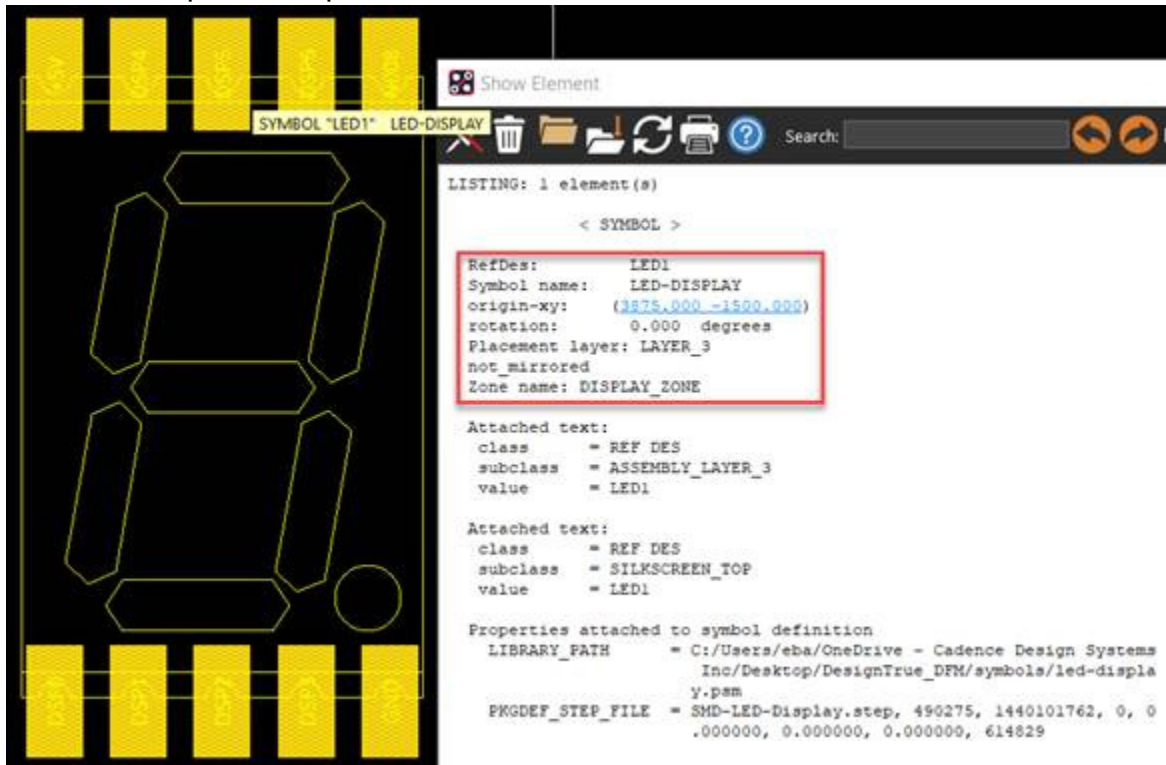 +5V
SYMBOL "LED1" LED-DISPLAY
Show Element
Search:
LISTING: 1 element(s)
< SYMBOL >
RefDes: LED1
Symbol name: LED-DISPLAY
origin-xy: (3875.000 -1500.000)
rotation: 0.000 degrees
Placement layer: LAYER_3
not_mirrored
Zone name: DISPLAY_ZONE
Attached text:
class = REF DES
subclass = ASSEMBLY_LAYER_3
value = LED1
Attached text:
class = REF DES
subclass = SILKSCREEN_TOP
value = LED1
Properties attached to symbol definition
LIBRARY_PATH = C:/Users/eba/OneDrive - Cadence Design Systems
Inc/Desktop/DesignTrue_DFM/symbols/led-displa
y.psm
PKGDEF_STEP_FILE = SMD-LED-Display.step, 490275, 1440101762, 0, 0
.000000, 0.000000, 0.000000, 614829